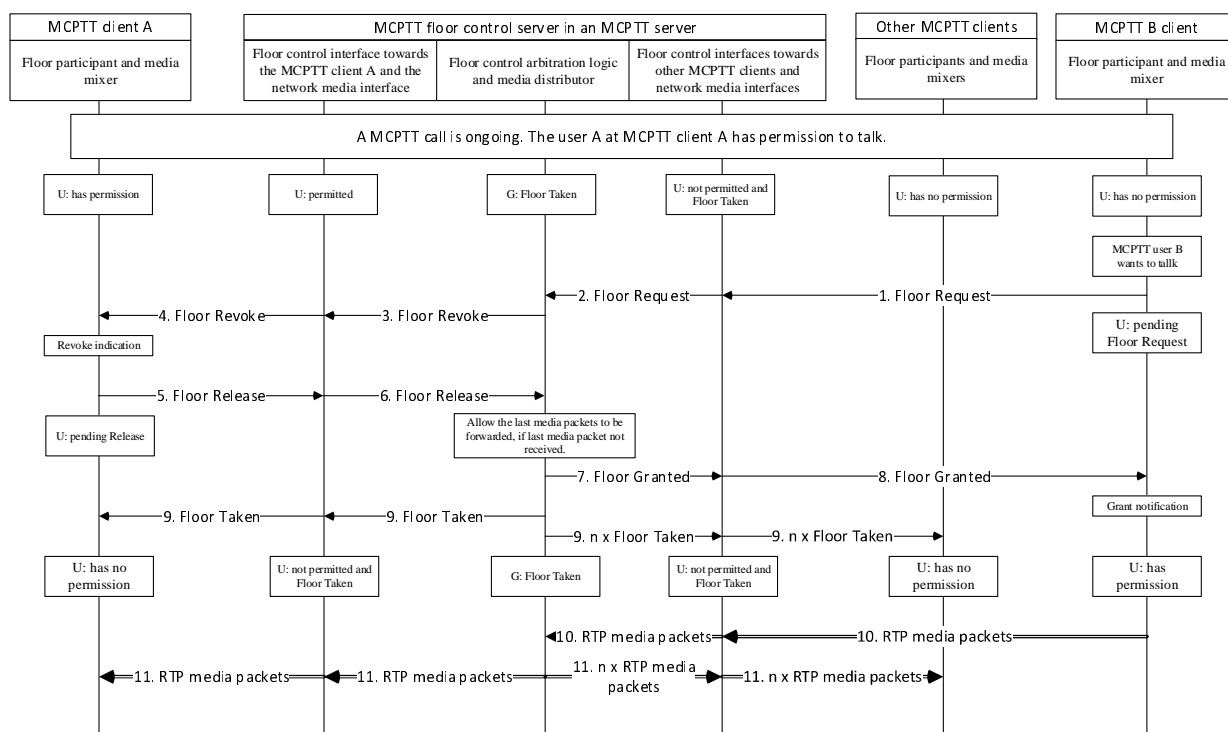 MCPTT client A
MCPTT floor control server in an MCPTT server
Other MCPTT clients
MCPTT B client
Floor participant and media
mixer
Floor control interface towards
the MCPTT client A and the
network media interface
Floor control arbitration logic
and media distributor
Floor control interfaces towards
other MCPTT clients and
network media interfaces
Floor participants and media
mixers
Floor participant and media
mixer
A MCPTT call is ongoing. The user A at MCPTT client A has permission to talk.
U: has permission
U: permitted
G: Floor Taken
U: not permitted and
Floor Taken
U: has no permission
U: has no permission
MCPTT user B
wants to tallk
2. Floor Request
1. Floor Request
4. Floor Revoke
3. Floor Revoke
Revoke indication
U: pending
Floor Request
5. Floor Release
6. Floor Release
U: pending Release
Allow the last media packets to be
forwarded, if last media packet not
received.
7. Floor Granted
8. Floor Granted
Grant notification
9. Floor Taken
9. Floor Taken
9. n x Floor Taken
9. n x Floor Taken
U: has no
permission
U: not permitted and
Floor Taken
G: Floor Taken
U: not permitted and
Floor Taken
U: has no
permission
U: has
permission
10. RTP media packets
10. RTP media packets
11. RTP media packets
11. RTP media packets
11. n x RTP media
packets
11. n x RTP media packets